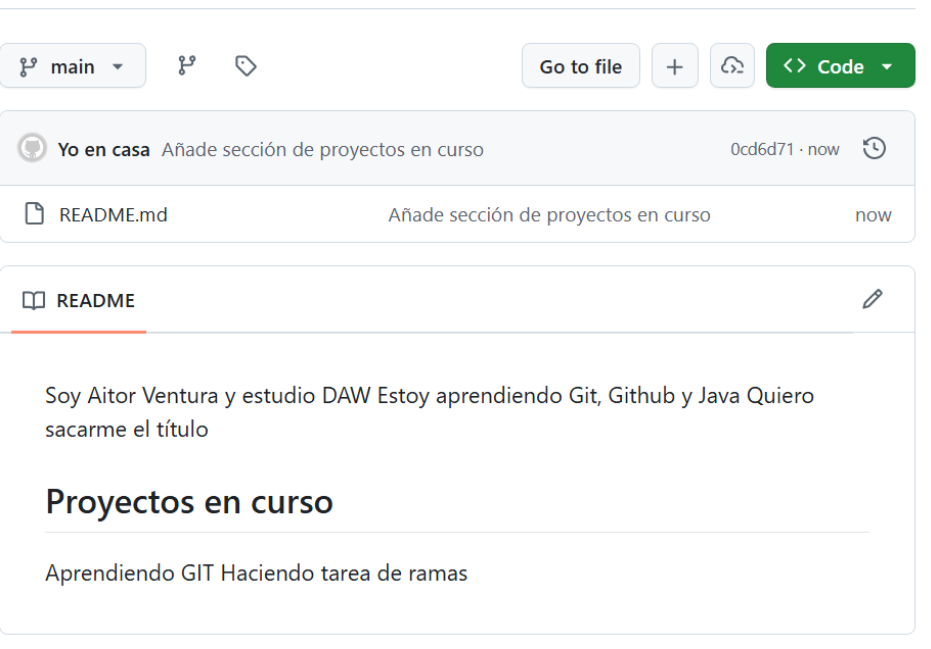 main
Go to file
Code
Yo en casa Añade sección de proyectos en curso 0cd6d71 · now
README.md Añade sección de proyectos en curso now
README
Soy Aitor Ventura y estudio DAW Estoy aprendiendo Git, Github y Java Quiero
sacarme el título
Proyectos en curso
Aprendiendo GIT Haciendo tarea de ramas